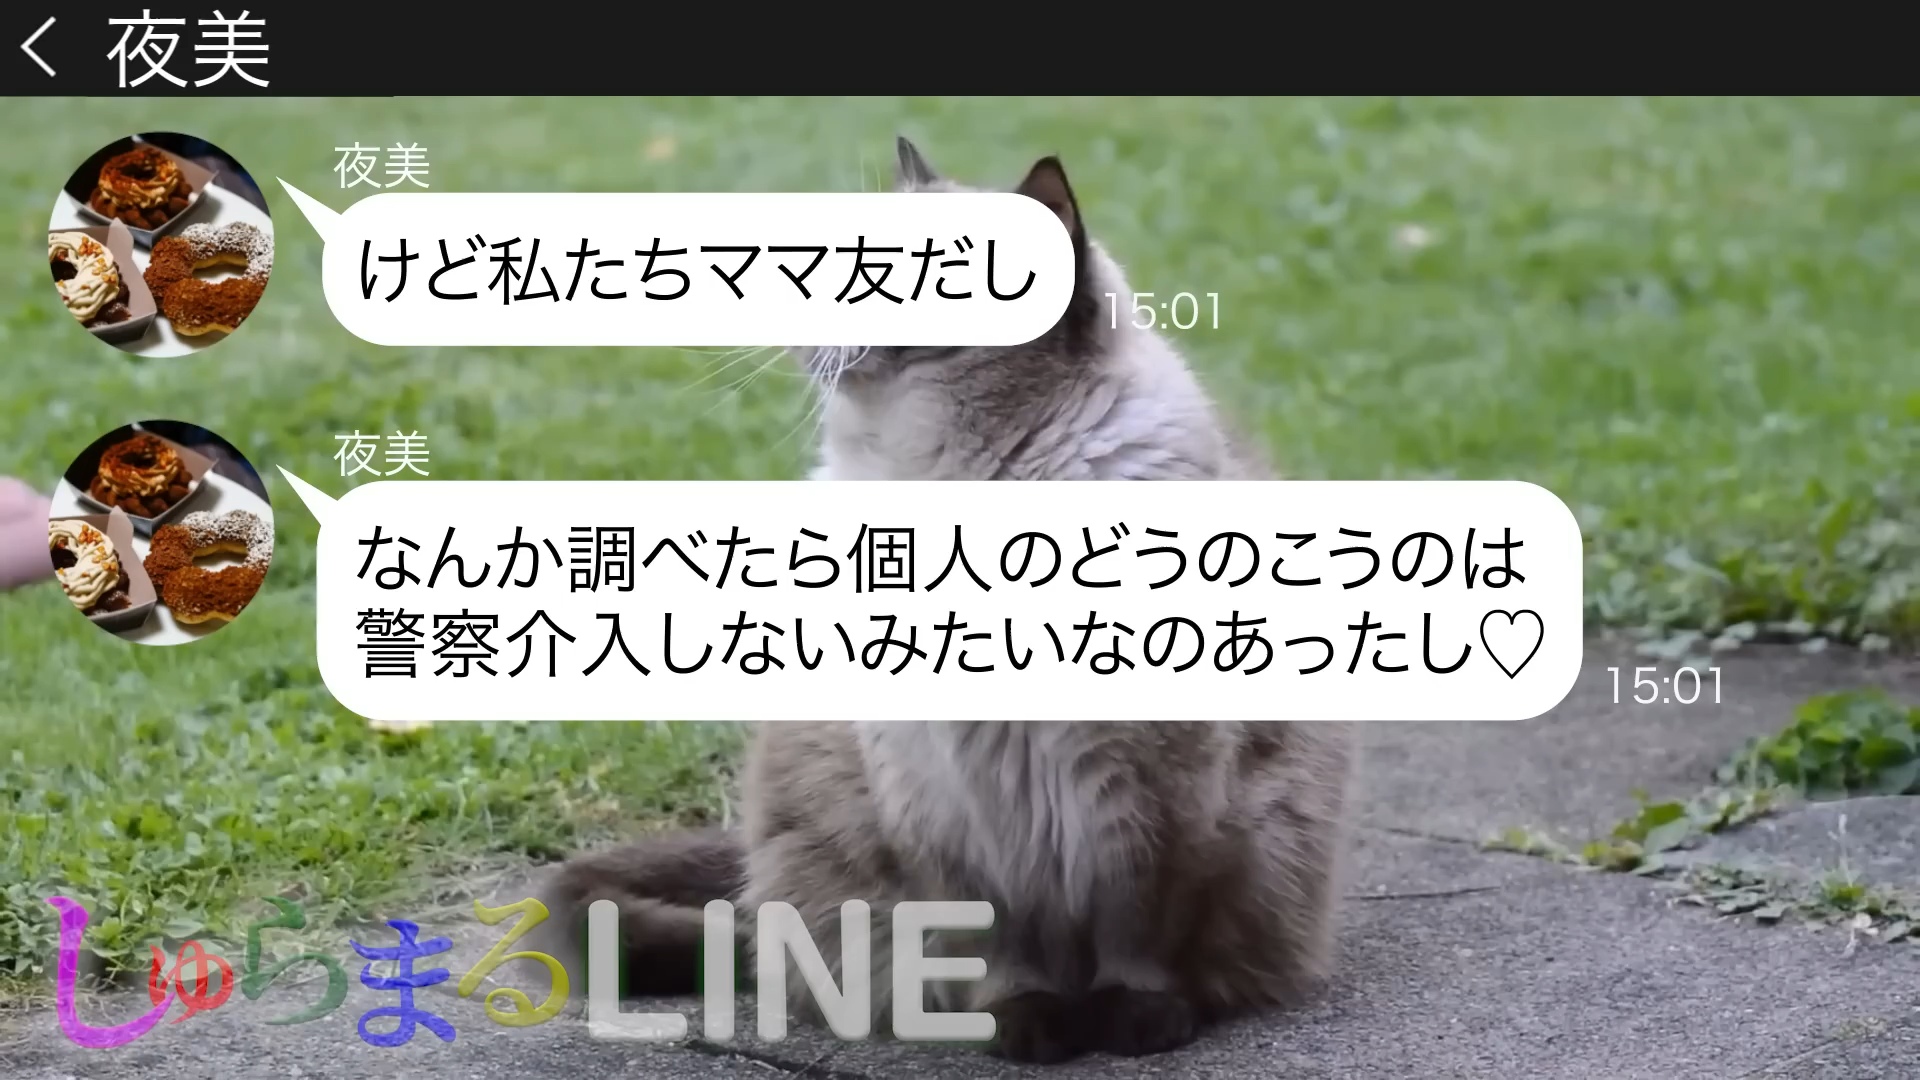 夜美
夜美
けど私たちママ友だし
15:01
夜美
なんか調べたら個人のどうのこうのは
警察介入しないみたいなのあったし♡
15:01
しゅらまるLINE